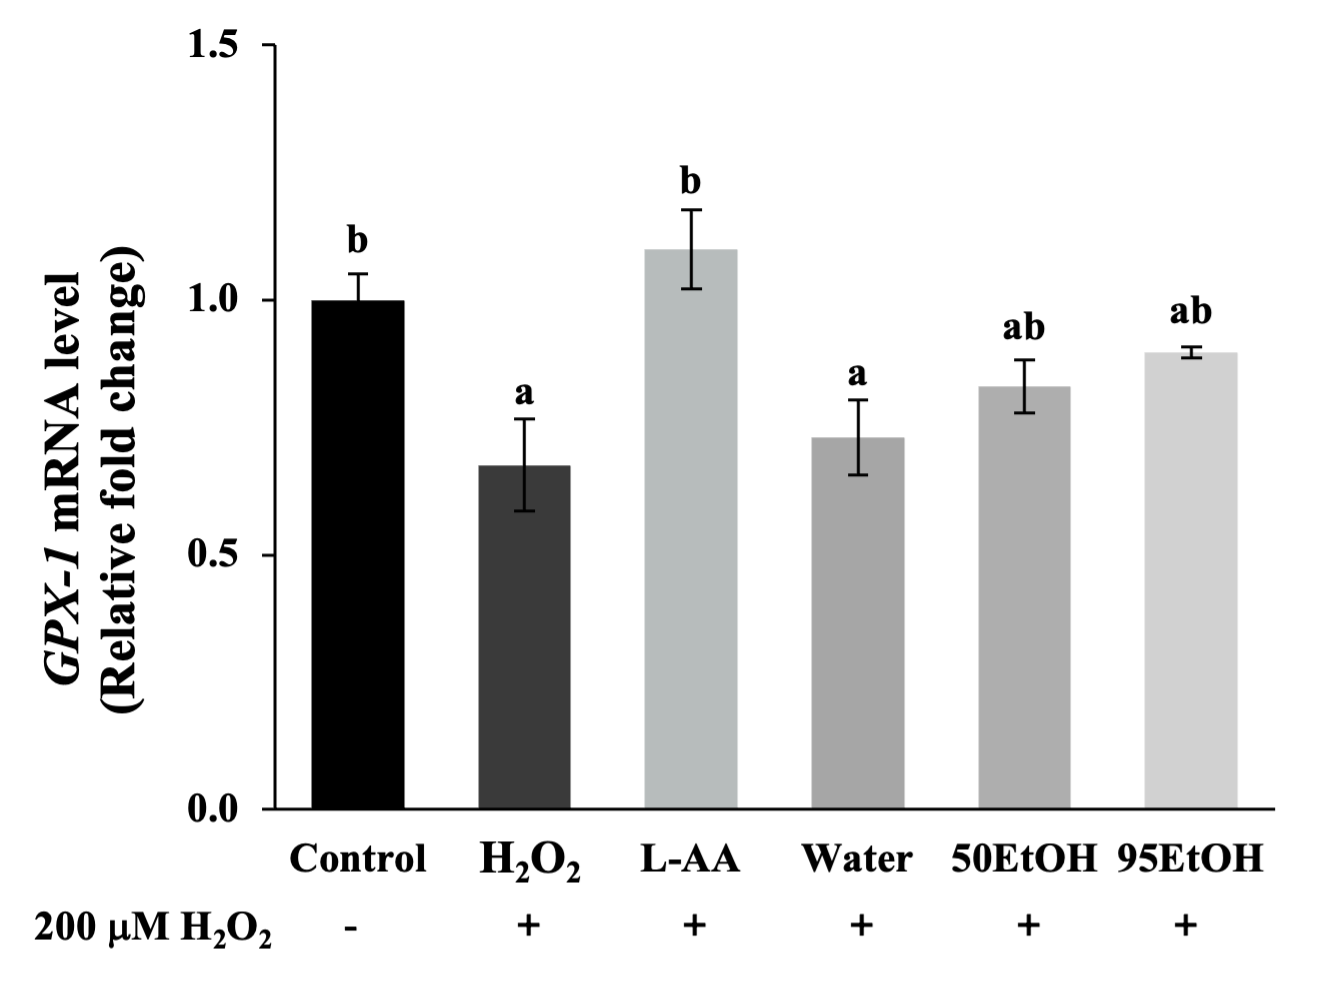 1.5
b
b
1.0
ab
ab
a
a
0.5
0.0
GPX-1 mRNA level
(Relative fold change)
Control H₂O₂ L-AA Water 50EtOH 95EtOH
200 μM H₂O₂ - + + + + +